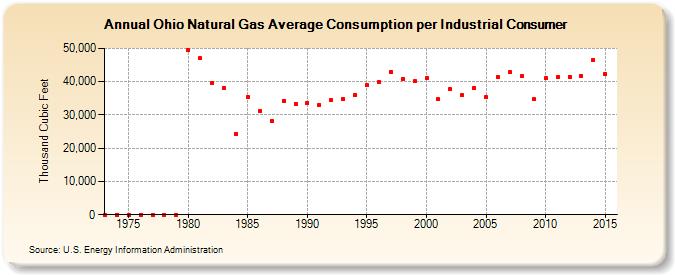 Annual Ohio Natural Gas Average Consumption per Industrial Consumer
Thousand Cubic Feet
50,000
40,000
30,000
20,000
10,000
0
1975 1980 1985 1990 1995 2000 2005 2010 2015
Source: U.S. Energy Information Administration